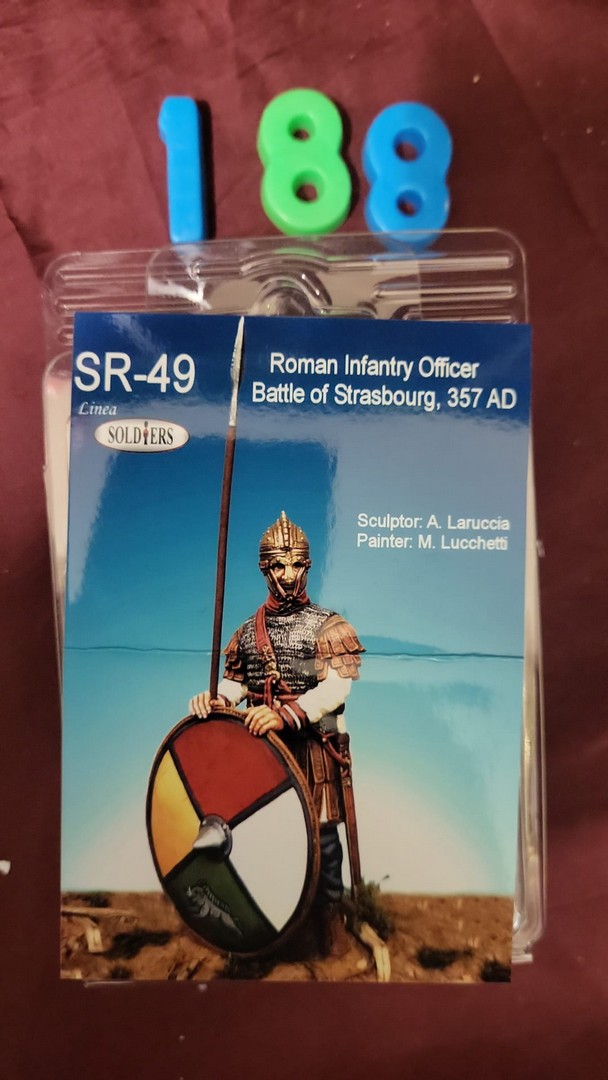 188
SR-49
Linea
SOLDIERS
Roman Infantry Officer
Battle of Strasbourg, 357 AD
Sculptor: A. Laruccia
Painter: M. Lucchetti